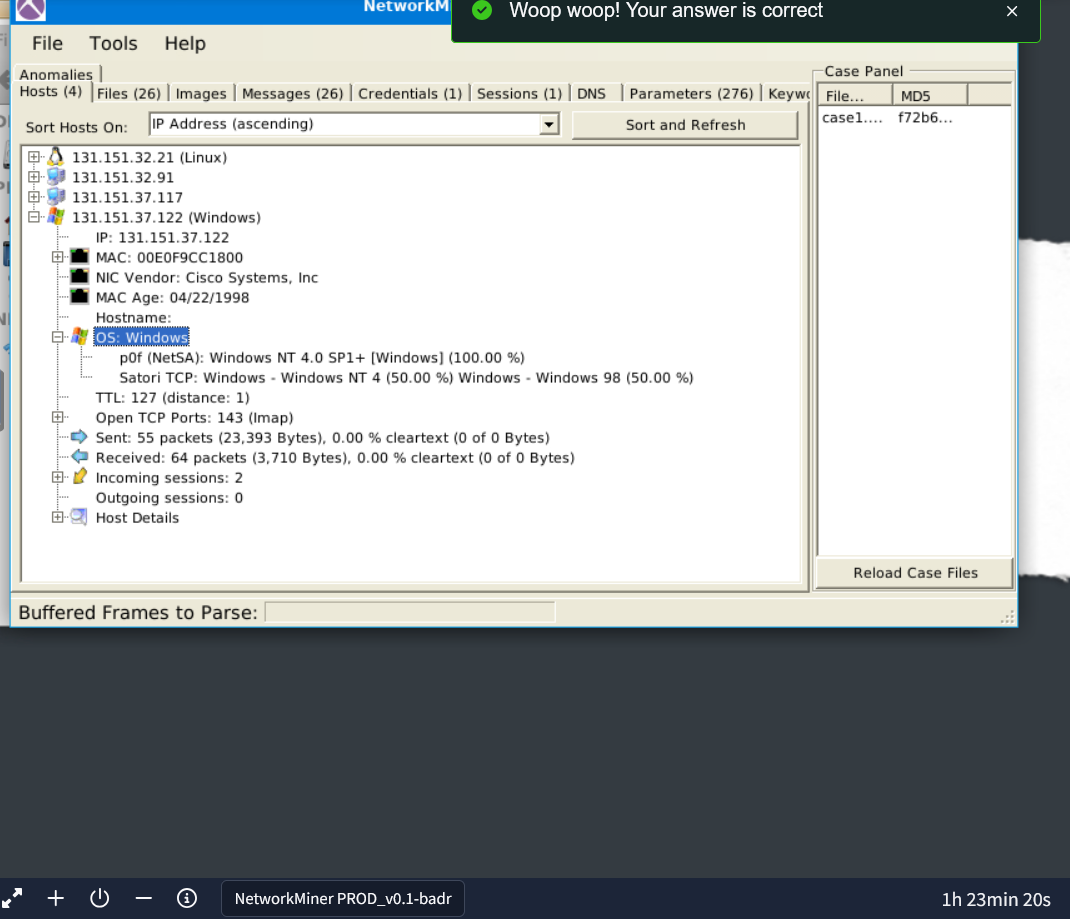 NetworkM
Woop woop! Your answer is correct
File Tools Help
Anomalies
Hosts (4) Files (26) Images Messages (26) Credentials (1) Sessions (1) DNS Parameters (276) Keywo
Sort Hosts On: IP Address (ascending) Sort and Refresh
131.151.32.21 (Linux)
131.151.32.91
131.151.37.117
131.151.37.122 (Windows)
IP: 131.151.37.122
MAC: 00E0F9CC1800
NIC Vendor: Cisco Systems, Inc
MAC Age: 04/22/1998
Hostname:
OS: Windows
p0f (NetSA): Windows NT 4.0 SP1+ [Windows] (100.00 %)
Satori TCP: Windows - Windows NT 4 (50.00 %) Windows - Windows 98 (50.00 %)
TTL: 127 (distance: 1)
Open TCP Ports: 143 (Imap)
Sent: 55 packets (23,393 Bytes), 0.00 % cleartext (0 of 0 Bytes)
Received: 64 packets (3,710 Bytes), 0.00 % cleartext (0 of 0 Bytes)
Incoming sessions: 2
Outgoing sessions: 0
Host Details
Case Panel
File... MD5
case1.... f72b6...
Reload Case Files
Buffered Frames to Parse:
NetworkMiner PROD_v0.1-badr
1h 23min 20s